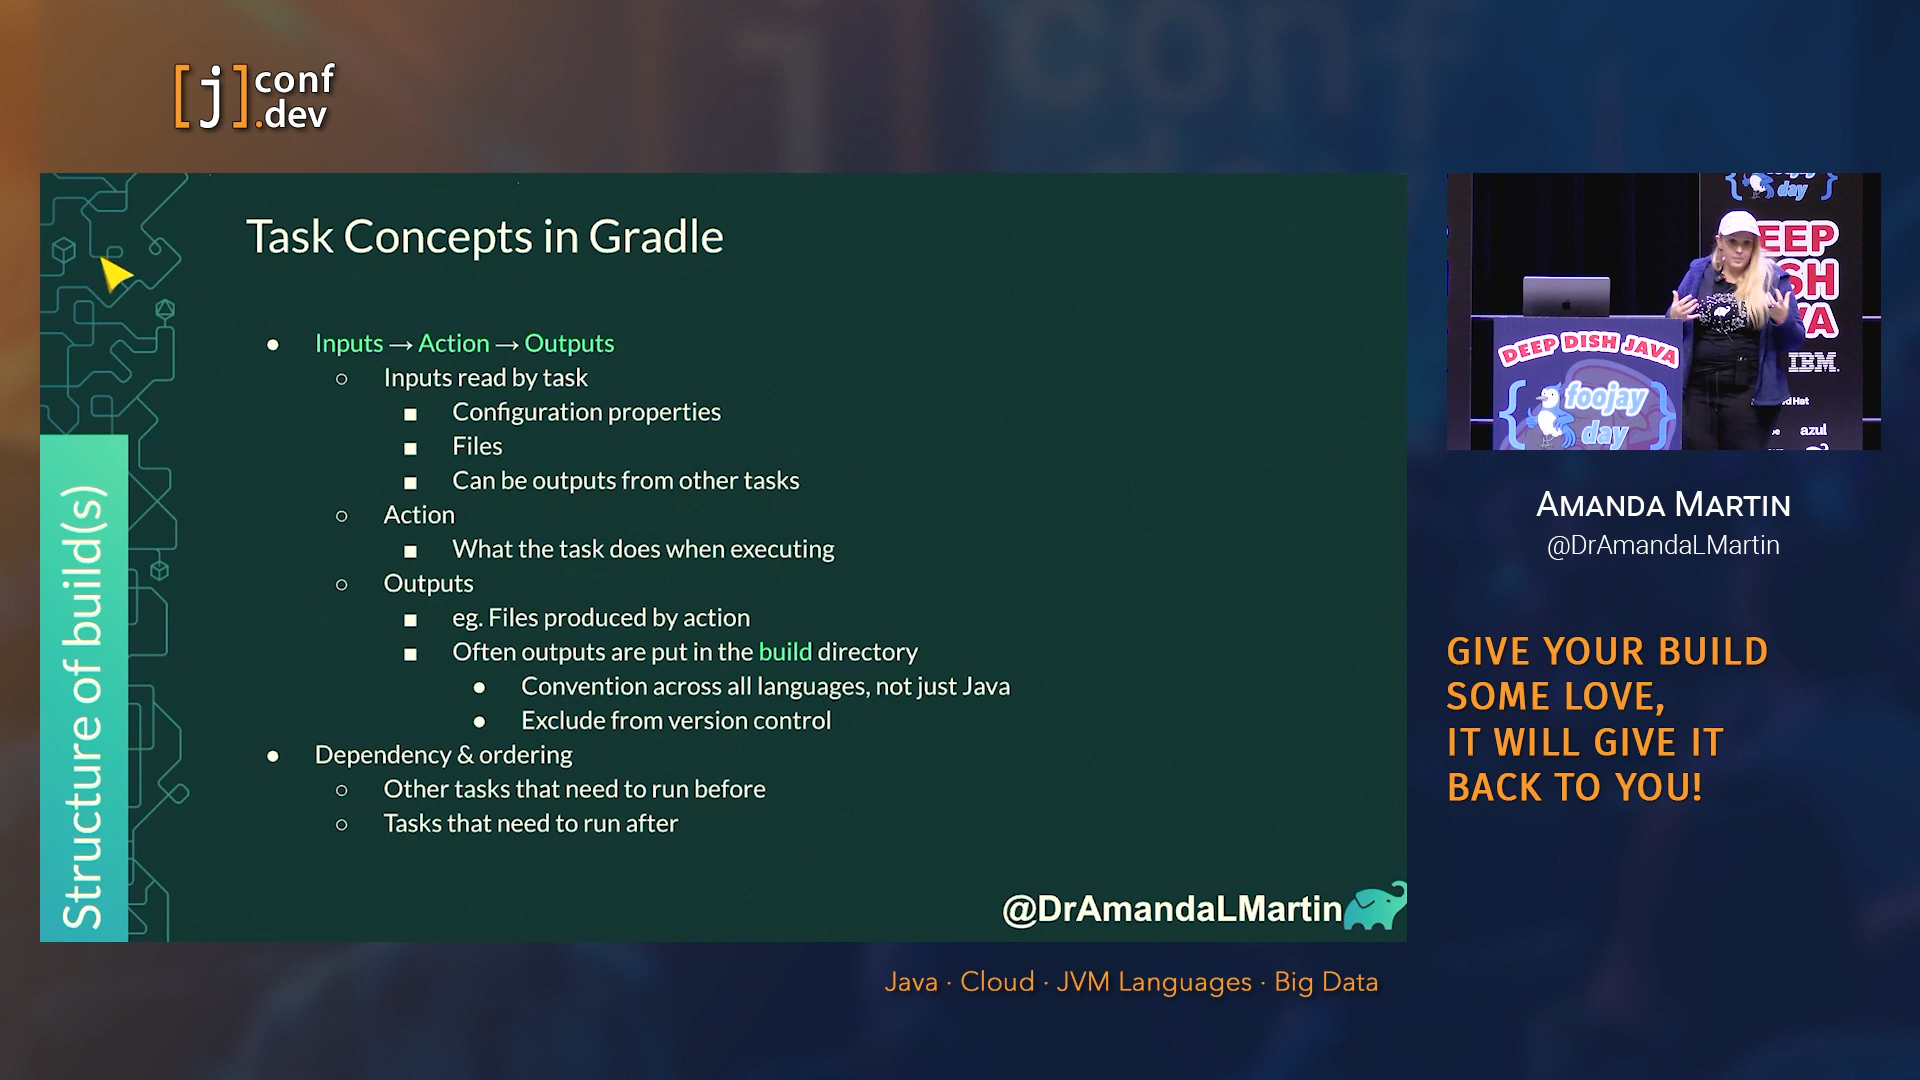 [j] conf
.dev
Task Concepts in Gradle
Inputs → Action → Outputs
Inputs read by task
Configuration properties
Files
Can be outputs from other tasks
Action
What the task does when executing
Outputs
eg. Files produced by action
Often outputs are put in the build directory
Convention across all languages, not just Java
Exclude from version control
Dependency & ordering
Other tasks that need to run before
Tasks that need to run after
Structure of build(s)
@DrAmandaLMartin
day
EEP
SH
VA
IBM.
azul
DEEP DISH JAVA
{ foojay
day }
AMANDA MARTIN
@DrAmandaLMartin
GIVE YOUR BUILD
SOME LOVE,
IT WILL GIVE IT
BACK TO YOU!
Java · Cloud · JVM Languages · Big Data